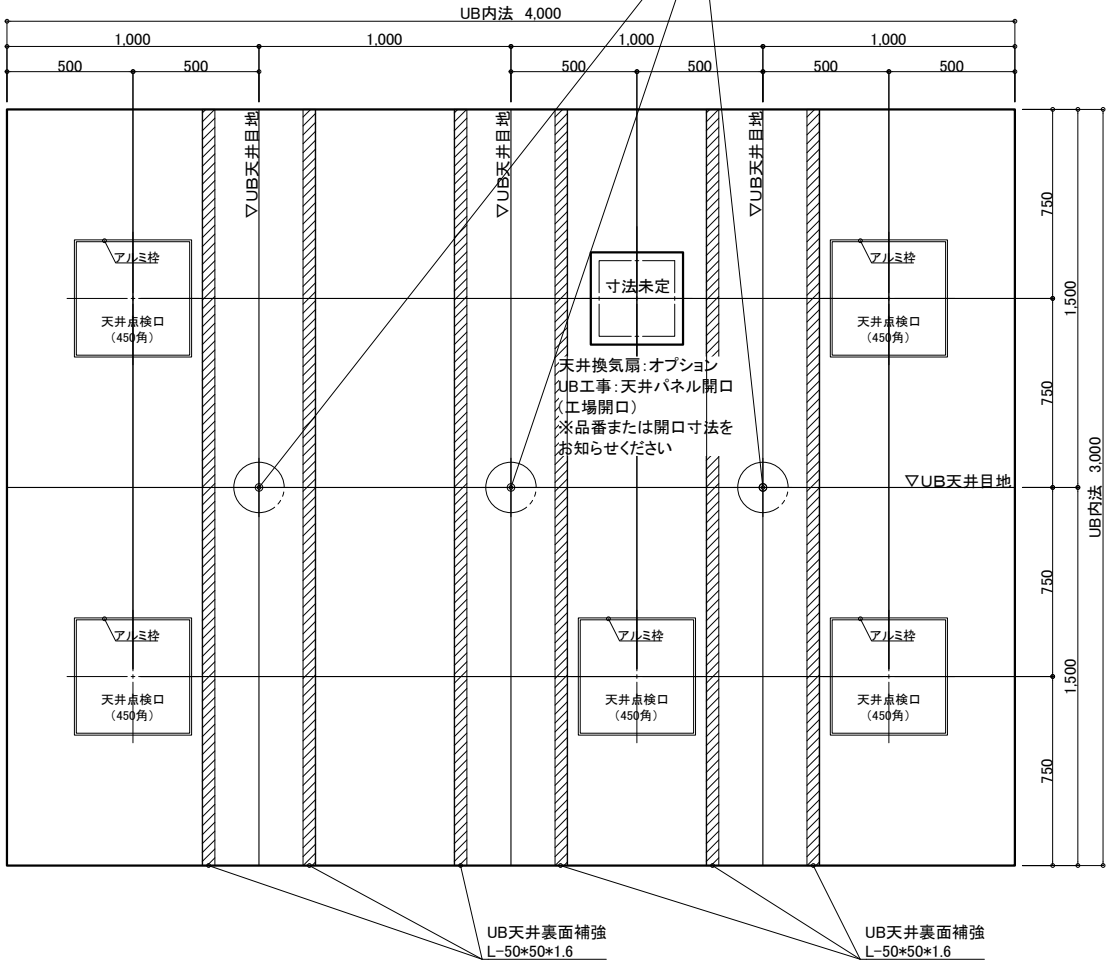 UB内法 4,000
1,000 1,000 1,000 1,000
500 500 500 500 500 500
▽UB天井目地
▽UB天井目地
▽UB天井目地
アルミ枠
天井点検口
(450角)
寸法未定
天井換気扇:オプション
UB工事:天井パネル開口
(工場開口)
※品番または開口寸法を
お知らせください
アルミ枠
天井点検口
(450角)
▽UB天井目地
アルミ枠
天井点検口
(450角)
アルミ枠
天井点検口
(450角)
アルミ枠
天井点検口
(450角)
750
750
750
750
1,500
1,500
UB内法 3,000
UB天井裏面補強
L-50*50*1.6
UB天井裏面補強
L-50*50*1.6